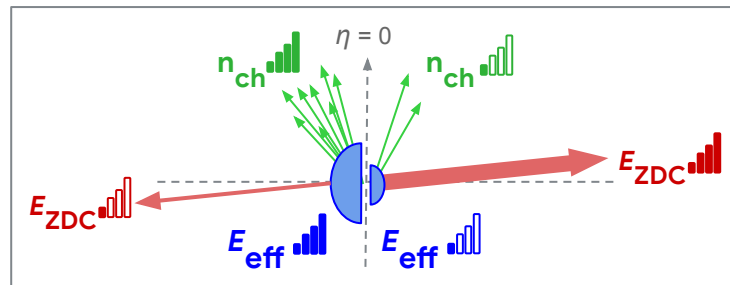 η = 0
n_ch n_ch
E_ZDC
E_ZDC
E_eff E_eff